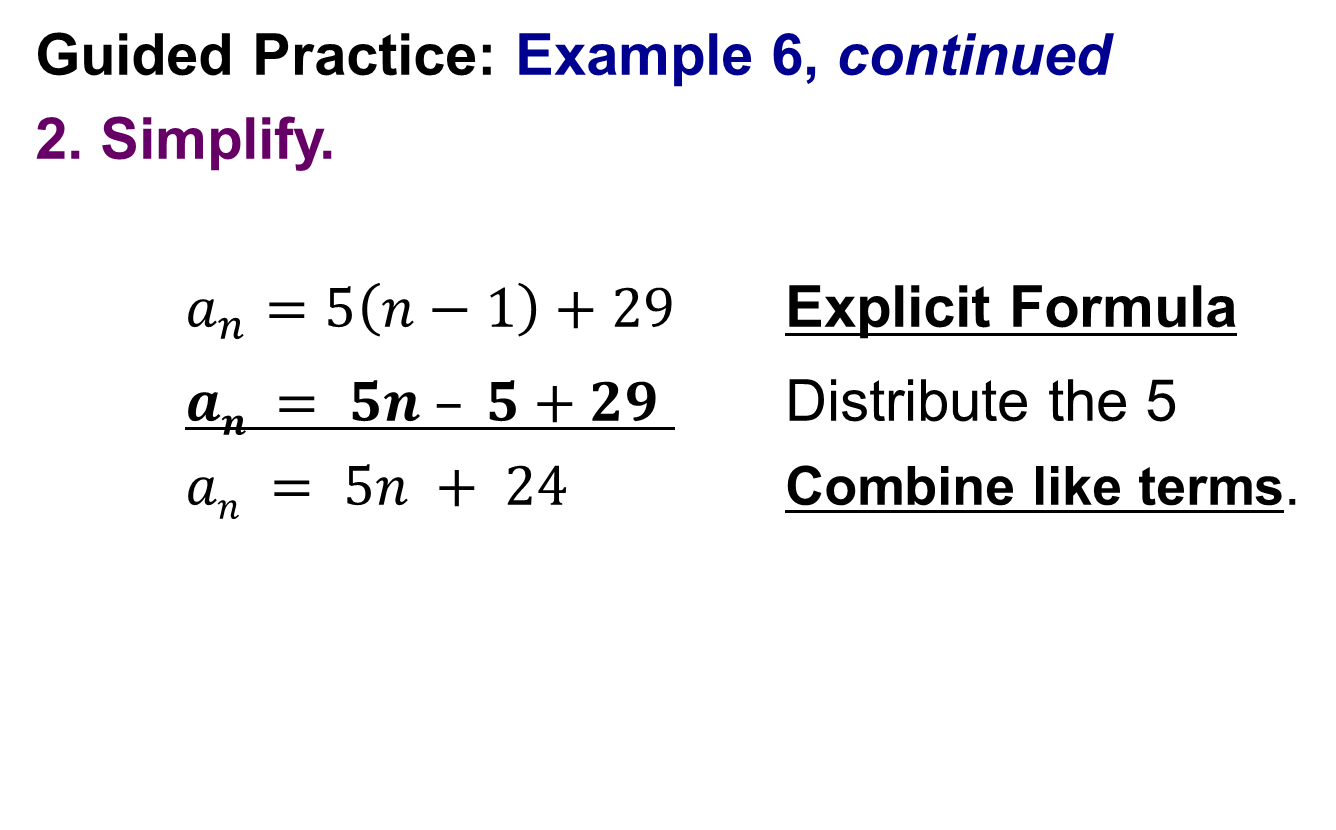 Guided Practice: Example 6, continued
2. Simplify.
aₙ = 5(n − 1) + 29 Explicit Formula
aₙ = 5n – 5 + 29 Distribute the 5
aₙ = 5n + 24 Combine like terms.